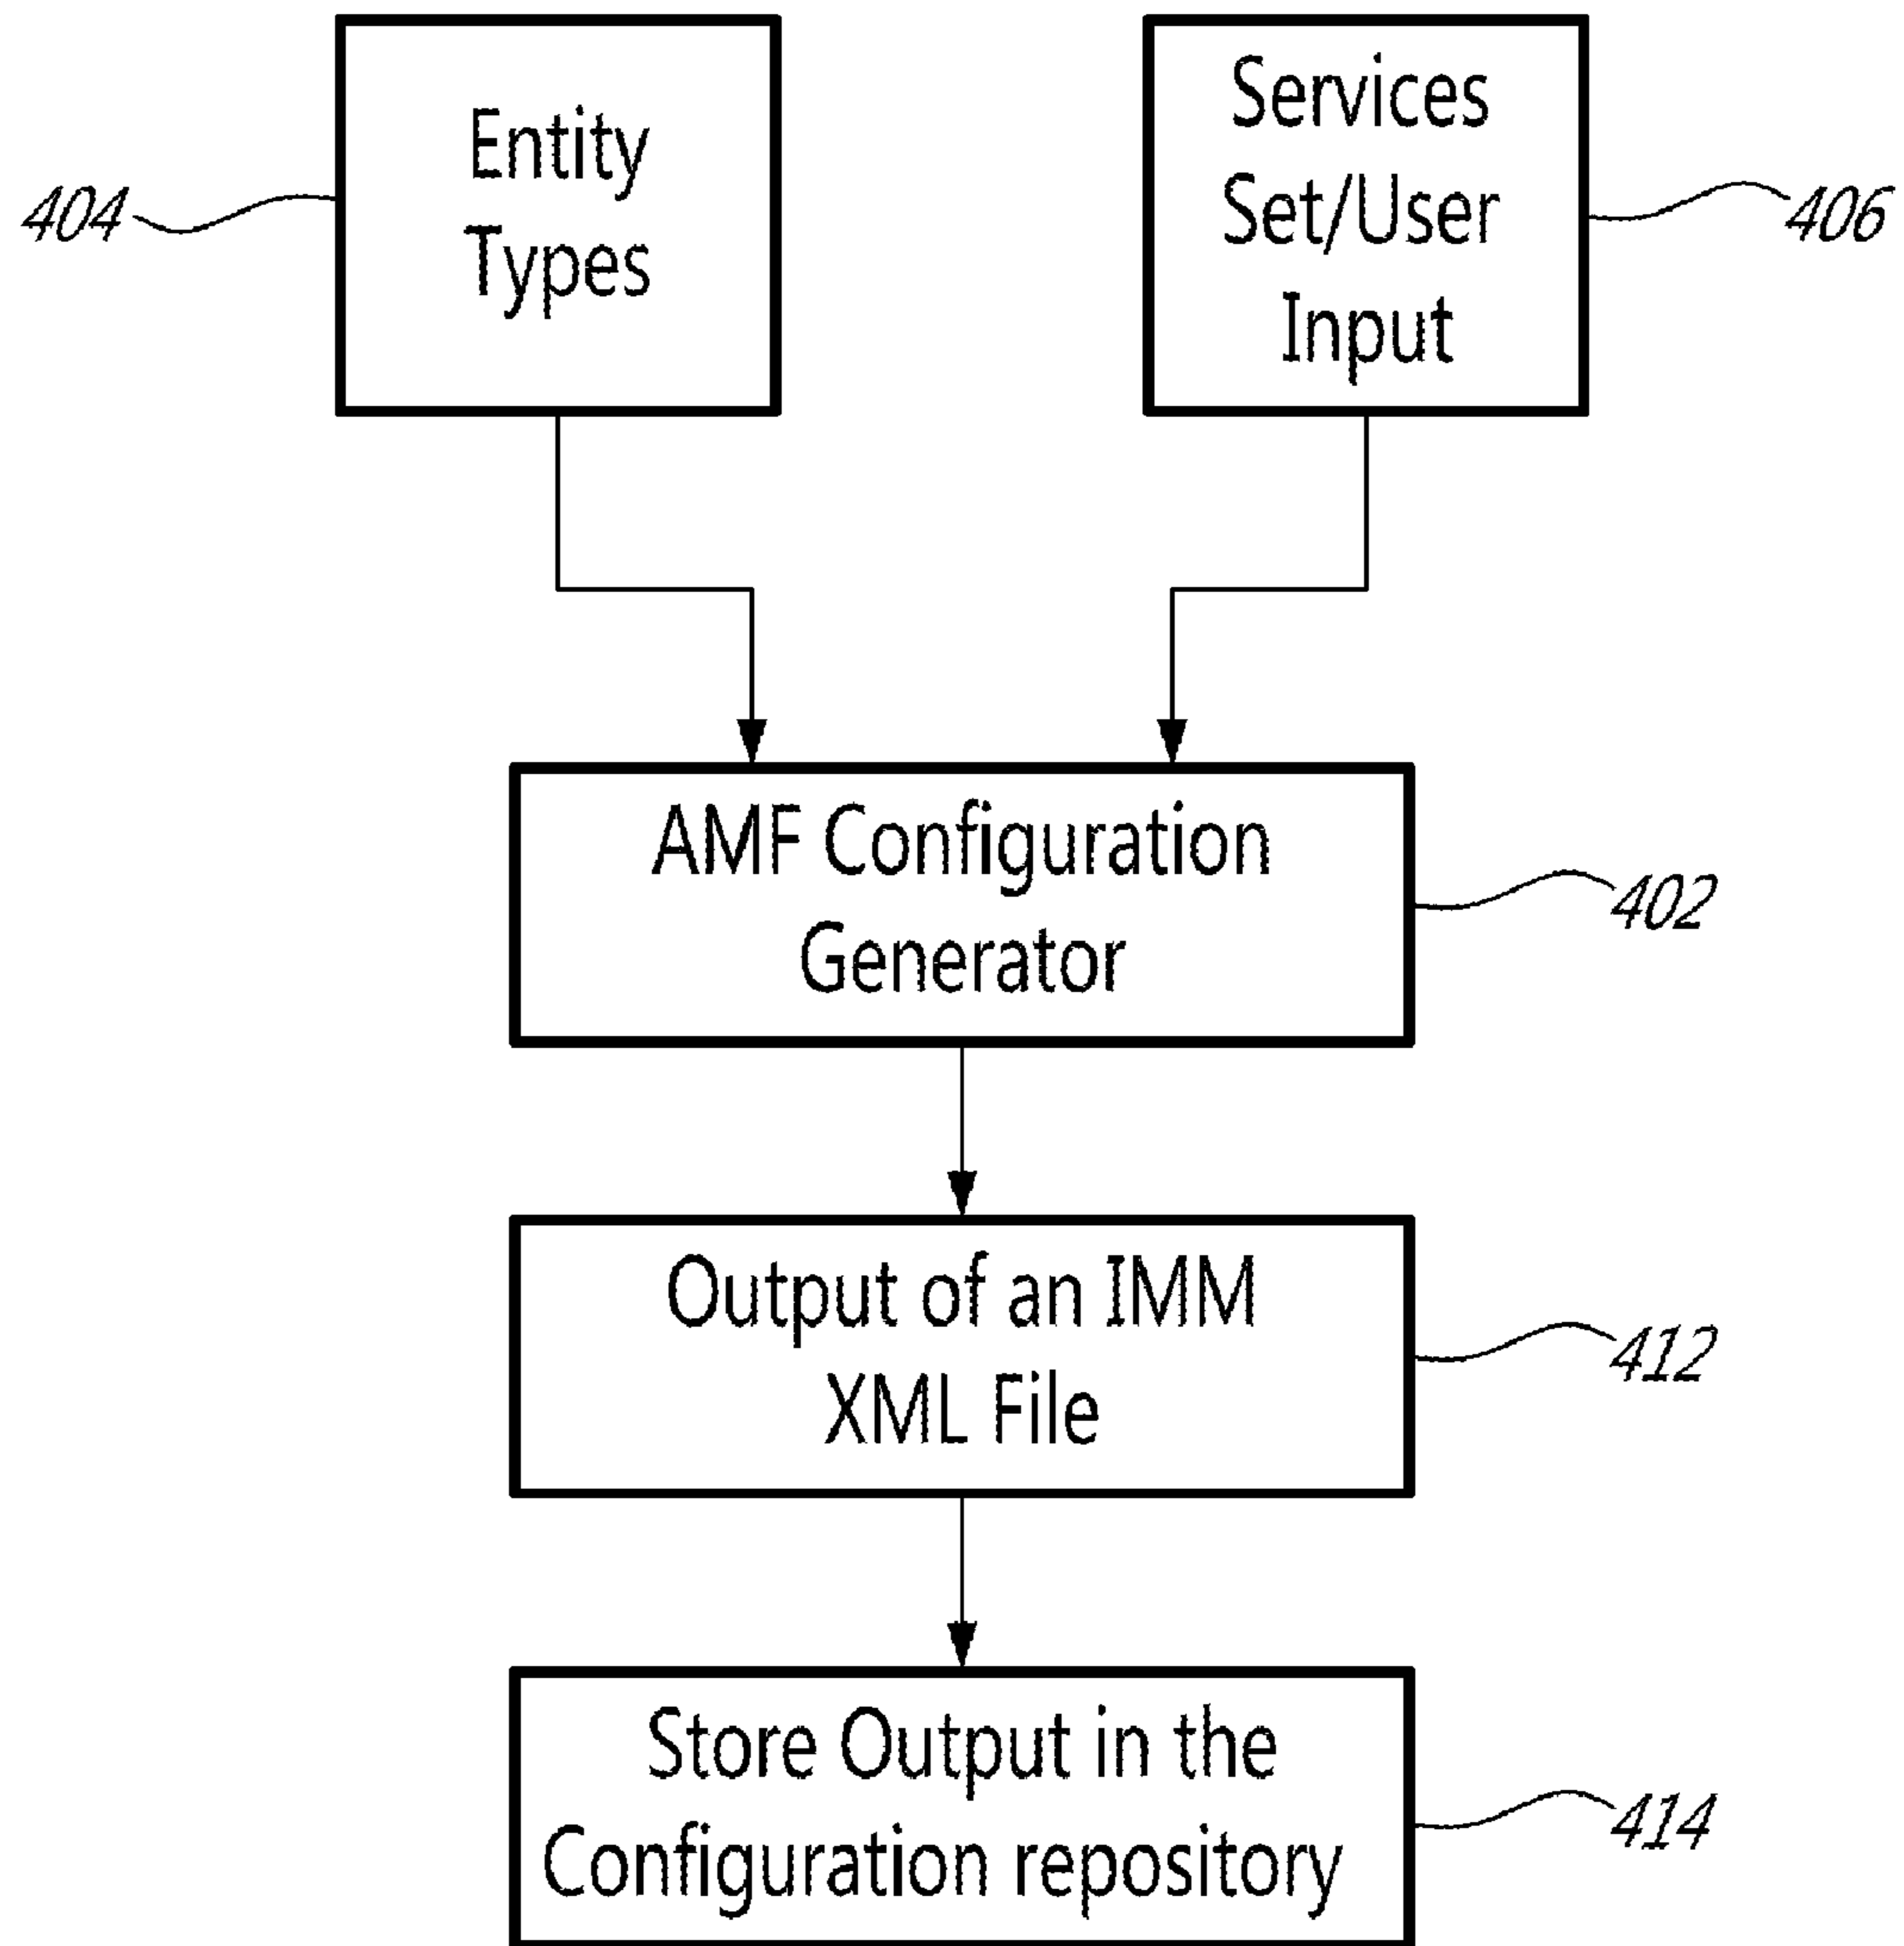 Entity
Types
404
Services
Set/User
Input
406
AMF Configuration
Generator
402
Output of an IMM
XML File
412
Store Output in the
Configuration repository
414